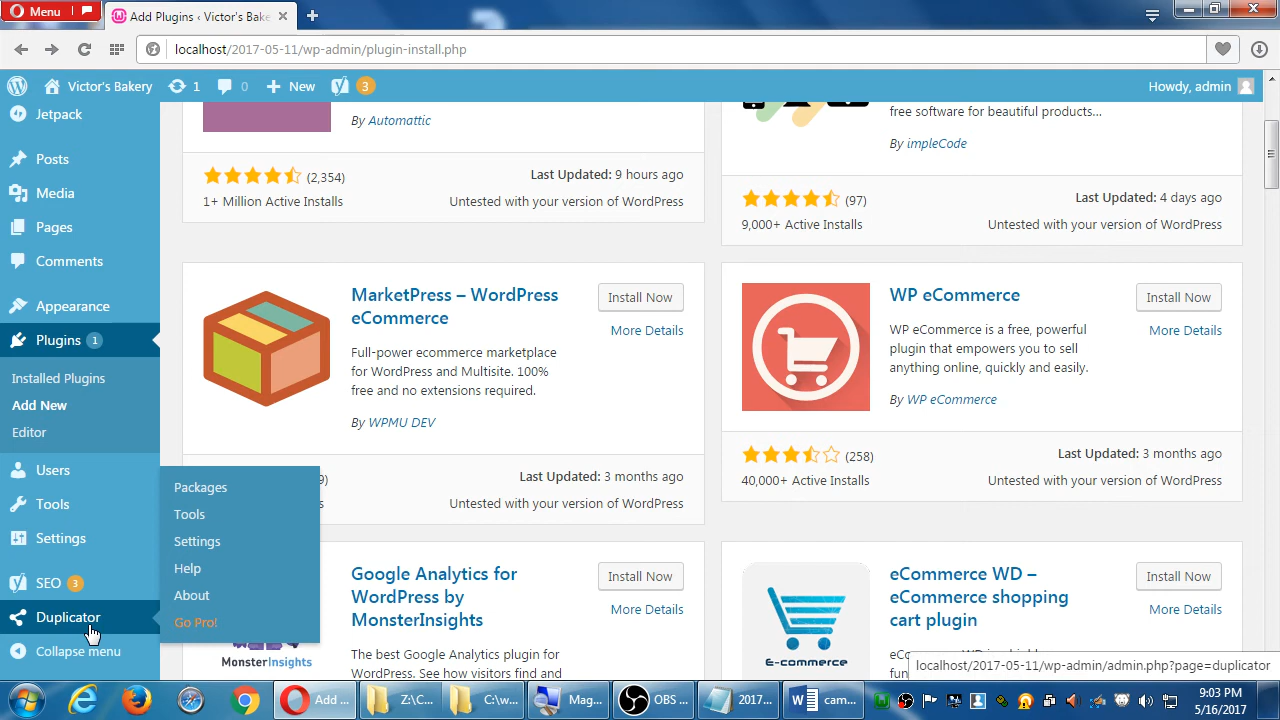 Menu
Add Plugins ‹ Victor's Bakery
localhost/2017-05-11/wp-admin/plugin-install.php
Victor's Bakery
1
0
New
3
Howdy, admin
Jetpack
Posts
Media
Pages
Comments
Appearance
Plugins 1
Installed Plugins
Add New
Editor
Users
Tools
Settings
SEO 3
Duplicator
Collapse menu
Packages
Tools
Settings
Help
About
Go Pro!
By Automattic
(2,354)
1+ Million Active Installs
Last Updated: 9 hours ago
Untested with your version of WordPress
free software for beautiful products...
By impleCode
(97)
9,000+ Active Installs
Last Updated: 4 days ago
Untested with your version of WordPress
MarketPress – WordPress
eCommerce
Install Now
More Details
Full-power ecommerce marketplace
for WordPress and Multisite. 100%
free and no extensions required.
By WPMU DEV
Last Updated: 3 months ago
Untested with your version of WordPress
WP eCommerce
Install Now
More Details
WP eCommerce is a free, powerful
plugin that empowers you to sell
anything online, quickly and easily.
By WP eCommerce
(258)
40,000+ Active Installs
Last Updated: 3 months ago
Untested with your version of WordPress
Google Analytics for
WordPress by
MonsterInsights
Install Now
More Details
The best Google Analytics plugin for
WordPress. See how visitors find and
MonsterInsights
eCommerce WD –
eCommerce shopping
cart plugin
Install Now
More Details
E-commerce
localhost/2017-05-11/wp-admin/admin.php?page=duplicator
Add ...
Z:\C...
C:\w...
Mag...
OBS ...
2017...
cam...
9:03 PM
5/16/2017